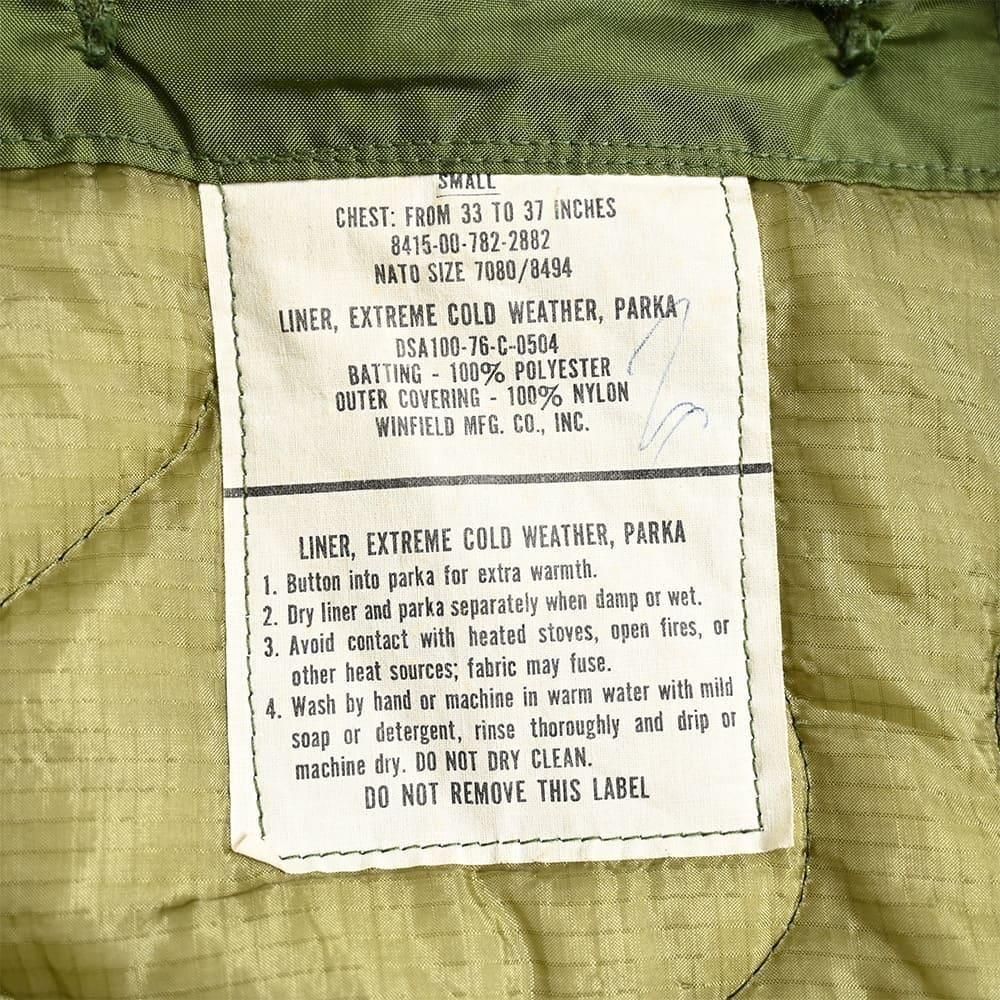 SMALL
CHEST: FROM 33 TO 37 INCHES
8415-00-782-2882
NATO SIZE 7080/8494
LINER, EXTREME COLD WEATHER, PARKA
DSA100-76-C-0504
BATTING - 100% POLYESTER
OUTER COVERING - 100% NYLON
WINFIELD MFG. CO., INC.
LINER, EXTREME COLD WEATHER, PARKA
1. Button into parka for extra warmth.
2. Dry liner and parka separately when damp or wet.
3. Avoid contact with heated stoves, open fires, or
other heat sources; fabric may fuse.
4. Wash by hand or machine in warm water with mild
soap or detergent, rinse thoroughly and drip or
machine dry. DO NOT DRY CLEAN.
DO NOT REMOVE THIS LABEL